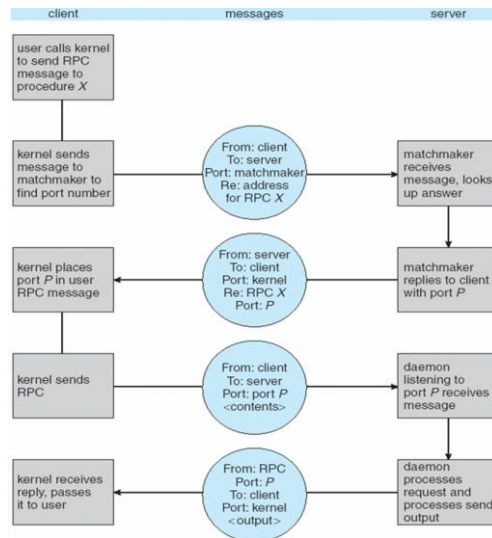 client
messages
server
user calls kernel
to send RPC
message to
procedure X
kernel sends
message to
matchmaker to
find port number
From: client
To: server
Port: matchmaker
Re: address
for RPC X
matchmaker
receives
message, looks
up answer
kernel places
port P in user
RPC message
From: server
To: client
Port: kernel
Re: RPC X
Port: P
matchmaker
replies to client
with port P
kernel sends
RPC
From: client
To: server
Port: port P
<contents>
daemon
listening to
port P receives
message
kernel receives
reply, passes
it to user
From: RPC
Port: P
To: client
Port: kernel
<output>
daemon
processes
request and
processes send
output